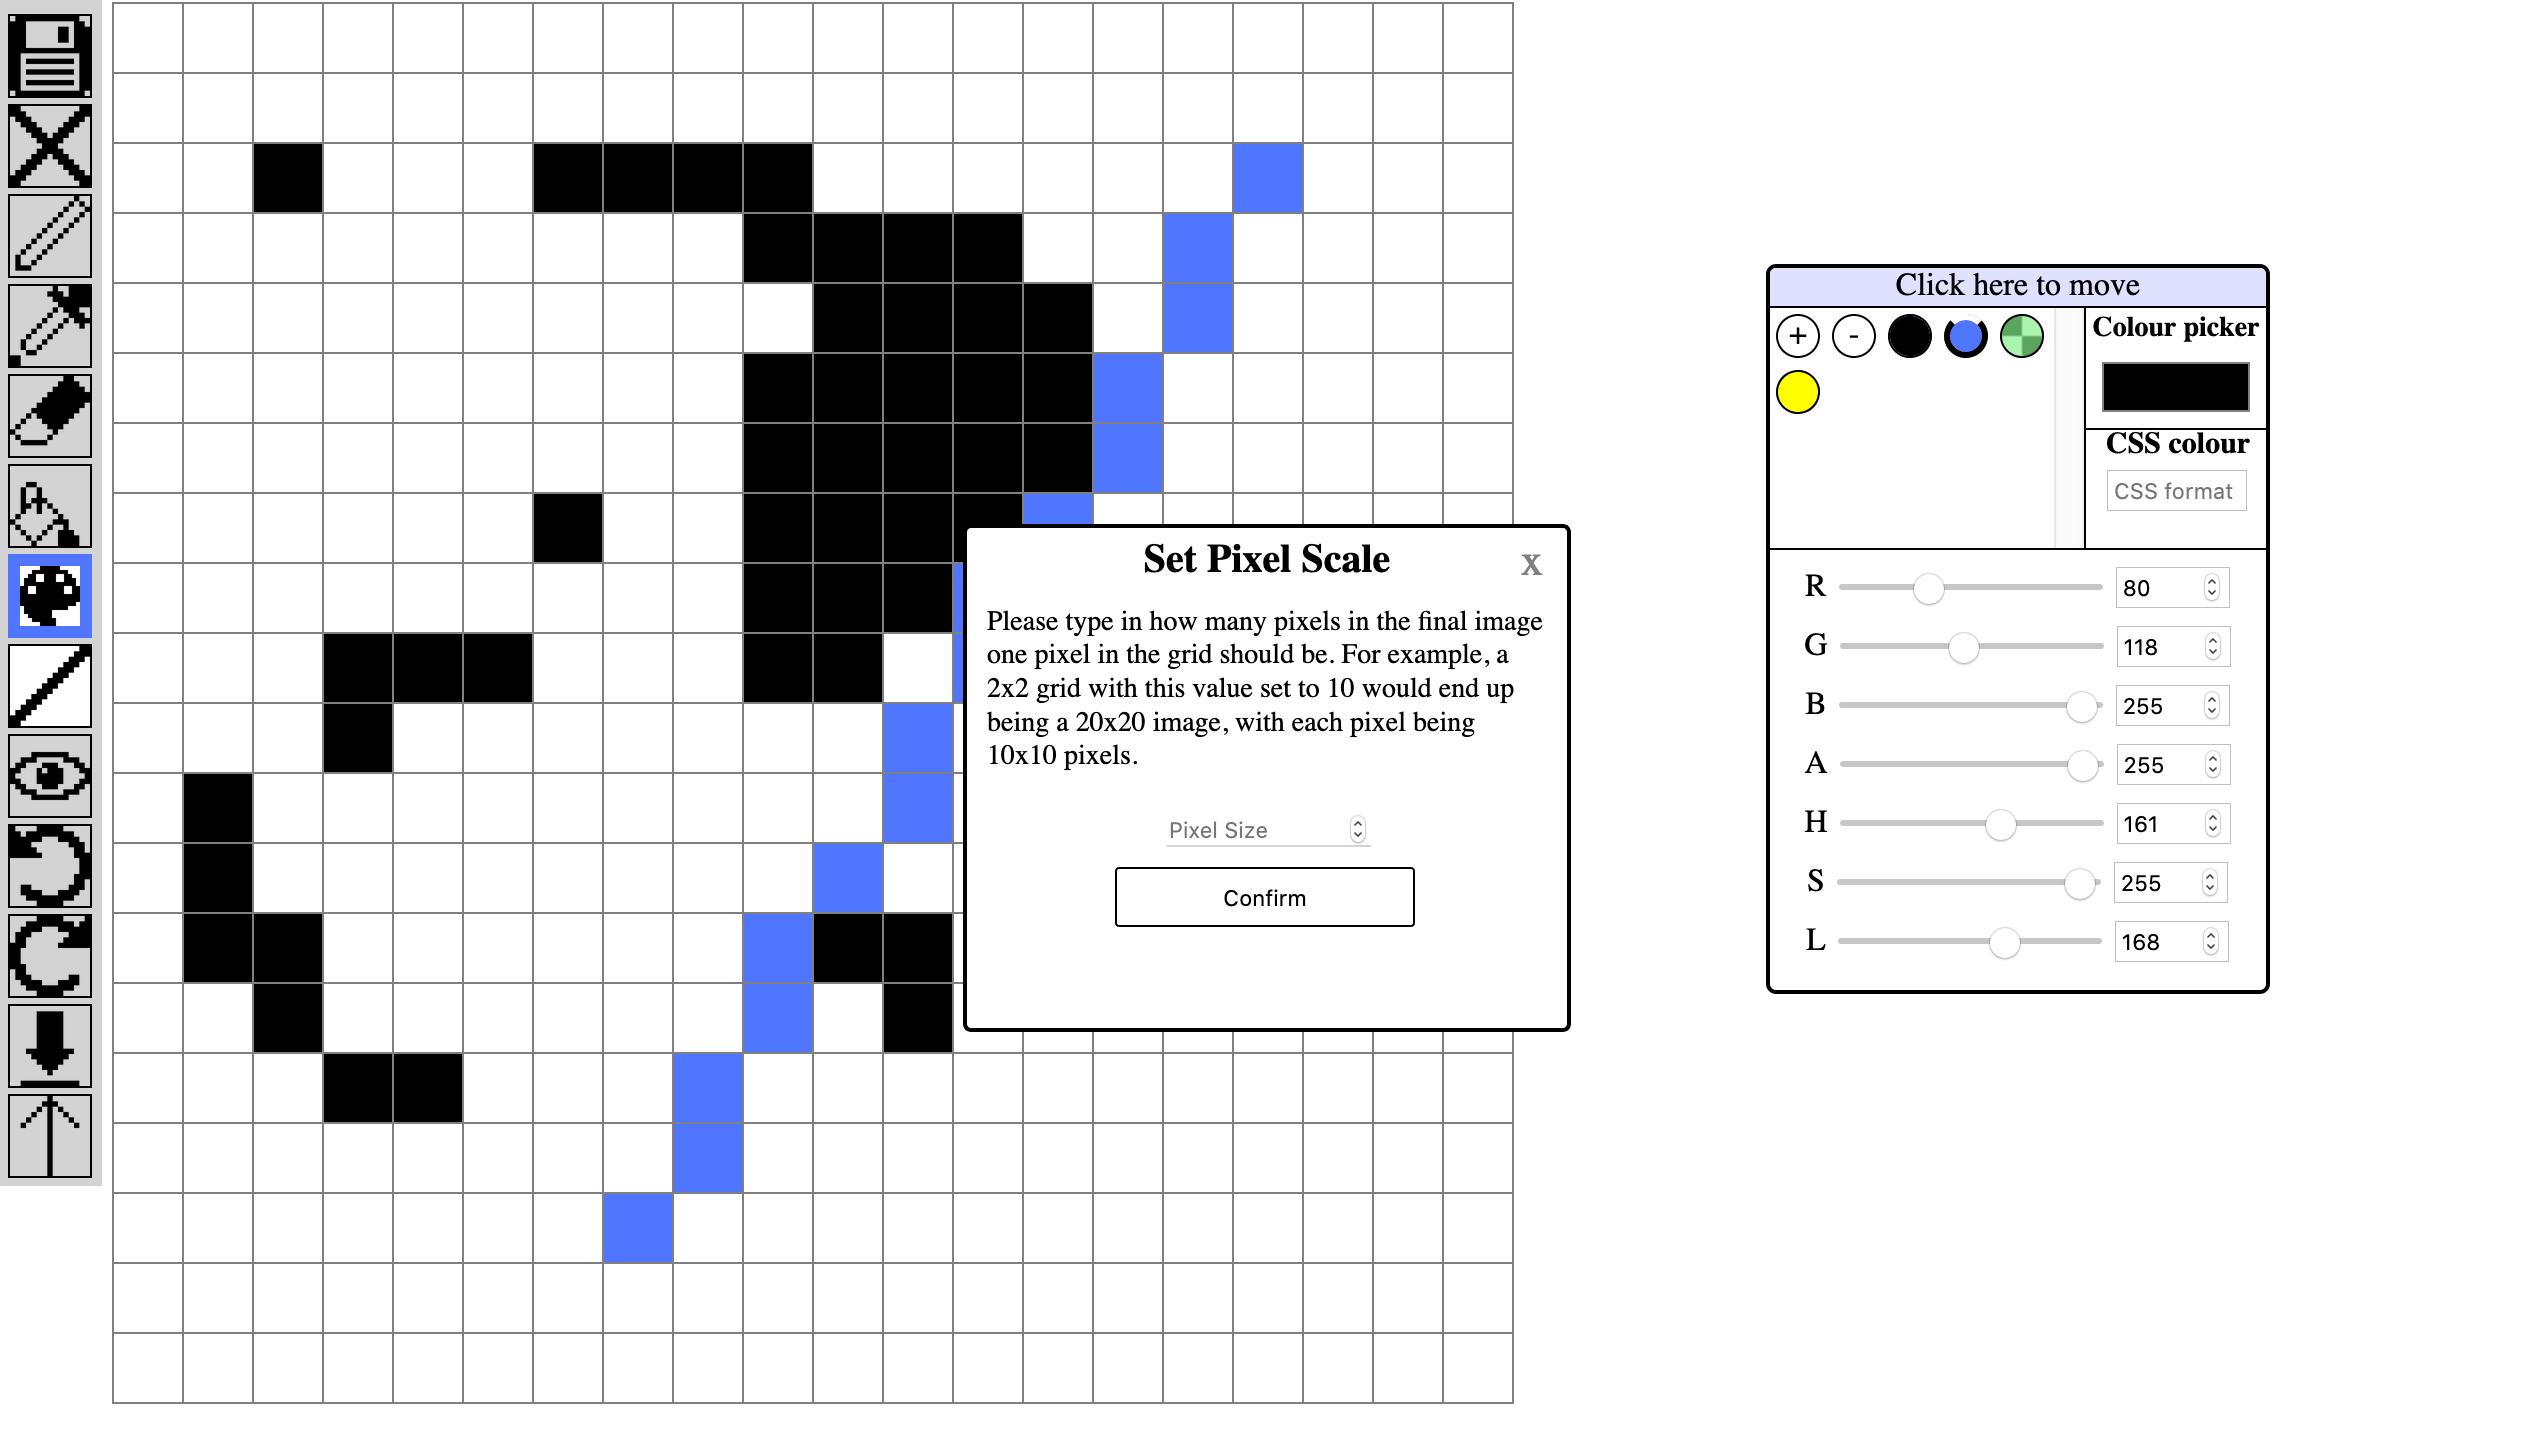 Click here to move
+
-
Colour picker
CSS colour
CSS format
Set Pixel Scale
x
Please type in how many pixels in the final image
one pixel in the grid should be. For example, a
2x2 grid with this value set to 10 would end up
being a 20x20 image, with each pixel being
10x10 pixels.
Pixel Size
Confirm
R 80
G 118
B 255
A 255
H 161
S 255
L 168